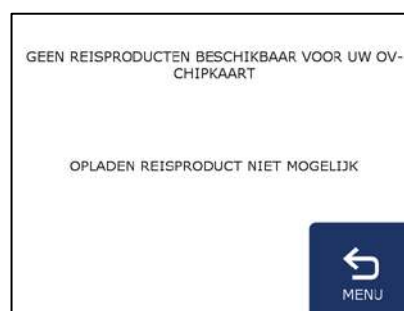 GEEN REISPRODUCTEN BESCHIKBAAR VOOR UW OV-
CHIPKAART
OPLADEN REISPRODUCT NIET MOGELIJK
MENU